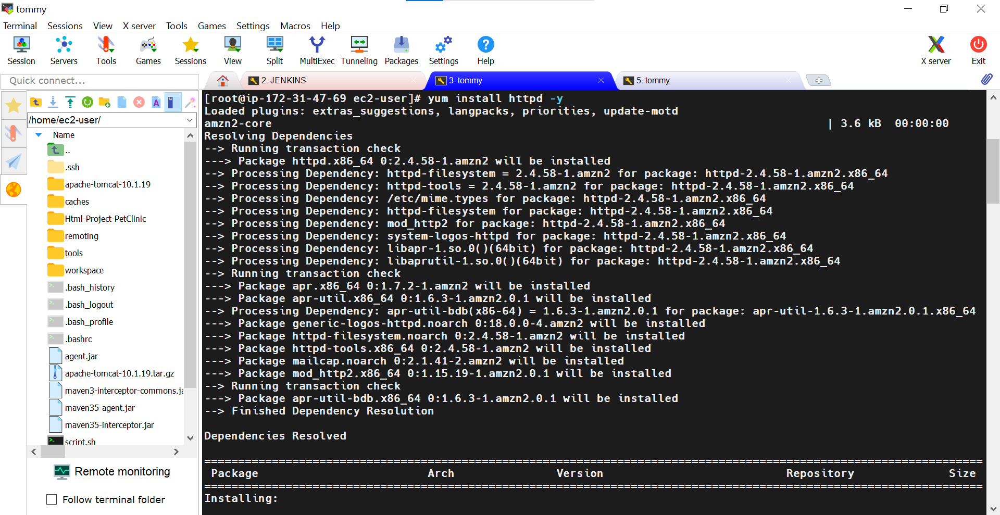 tommy
Terminal Sessions View X server Tools Games Settings Macros Help
Session Servers Tools Games Sessions View Split MultiExec Tunneling Packages Settings Help X server Exit
Quick connect...
2. JENKINS
3. tommy
5. tommy
/home/ec2-user/
Name
..
.ssh
apache-tomcat-10.1.19
caches
Html-Project-PetClinic
remoting
tools
workspace
.bash_history
.bash_logout
.bash_profile
.bashrc
agent.jar
apache-tomcat-10.1.19.tar.gz
maven3-interceptor-commons.ja
maven35-agent.jar
maven35-interceptor.jar
script.sh
Remote monitoring
Follow terminal folder
[root@ip-172-31-47-69 ec2-user]# yum install httpd -y
Loaded plugins: extras_suggestions, langpacks, priorities, update-motd
amzn2-core | 3.6 kB 00:00:00
Resolving Dependencies
--> Running transaction check
---> Package httpd.x86_64 0:2.4.58-1.amzn2 will be installed
--> Processing Dependency: httpd-filesystem = 2.4.58-1.amzn2 for package: httpd-2.4.58-1.amzn2.x86_64
--> Processing Dependency: httpd-tools = 2.4.58-1.amzn2 for package: httpd-2.4.58-1.amzn2.x86_64
--> Processing Dependency: /etc/mime.types for package: httpd-2.4.58-1.amzn2.x86_64
--> Processing Dependency: httpd-filesystem for package: httpd-2.4.58-1.amzn2.x86_64
--> Processing Dependency: mod_http2 for package: httpd-2.4.58-1.amzn2.x86_64
--> Processing Dependency: system-logos-httpd for package: httpd-2.4.58-1.amzn2.x86_64
--> Processing Dependency: libapr-1.so.0()(64bit) for package: httpd-2.4.58-1.amzn2.x86_64
--> Processing Dependency: libaprutil-1.so.0()(64bit) for package: httpd-2.4.58-1.amzn2.x86_64
--> Running transaction check
---> Package apr.x86_64 0:1.7.2-1.amzn2 will be installed
---> Package apr-util.x86_64 0:1.6.3-1.amzn2.0.1 will be installed
--> Processing Dependency: apr-util-bdb(x86-64) = 1.6.3-1.amzn2.0.1 for package: apr-util-1.6.3-1.amzn2.0.1.x86_64
---> Package generic-logos-httpd.noarch 0:18.0.0-4.amzn2 will be installed
---> Package httpd-filesystem.noarch 0:2.4.58-1.amzn2 will be installed
---> Package httpd-tools.x86_64 0:2.4.58-1.amzn2 will be installed
---> Package mailcap.noarch 0:2.1.41-2.amzn2 will be installed
---> Package mod_http2.x86_64 0:1.15.19-1.amzn2.0.1 will be installed
--> Running transaction check
---> Package apr-util-bdb.x86_64 0:1.6.3-1.amzn2.0.1 will be installed
--> Finished Dependency Resolution
Dependencies Resolved
===================================================================================================================
Package Arch Version Repository Size
===================================================================================================================
Installing: